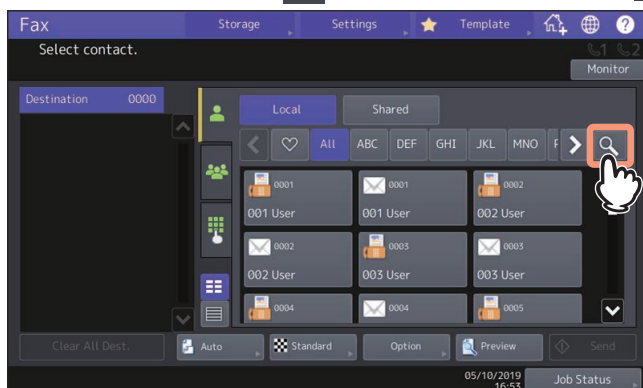 Fax Storage Settings Template ?
Select contact. 1 2
Monitor
Destination 0000
Local Shared
All ABC DEF GHI JKL MNO
0001 0001 0002
001 User 001 User 002 User
0002 0003 0003
002 User 003 User 003 User
0004 0004 0005
Clear All Dest. Auto Standard Option Preview Send
05/10/2019
16:53
Job Status